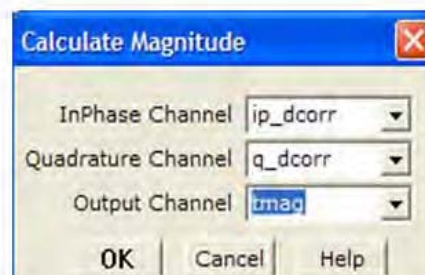 Calculate Magnitude
InPhase Channel ip_dcorr
Quadrature Channel q_dcorr
Output Channel tmag
OK Cancel Help